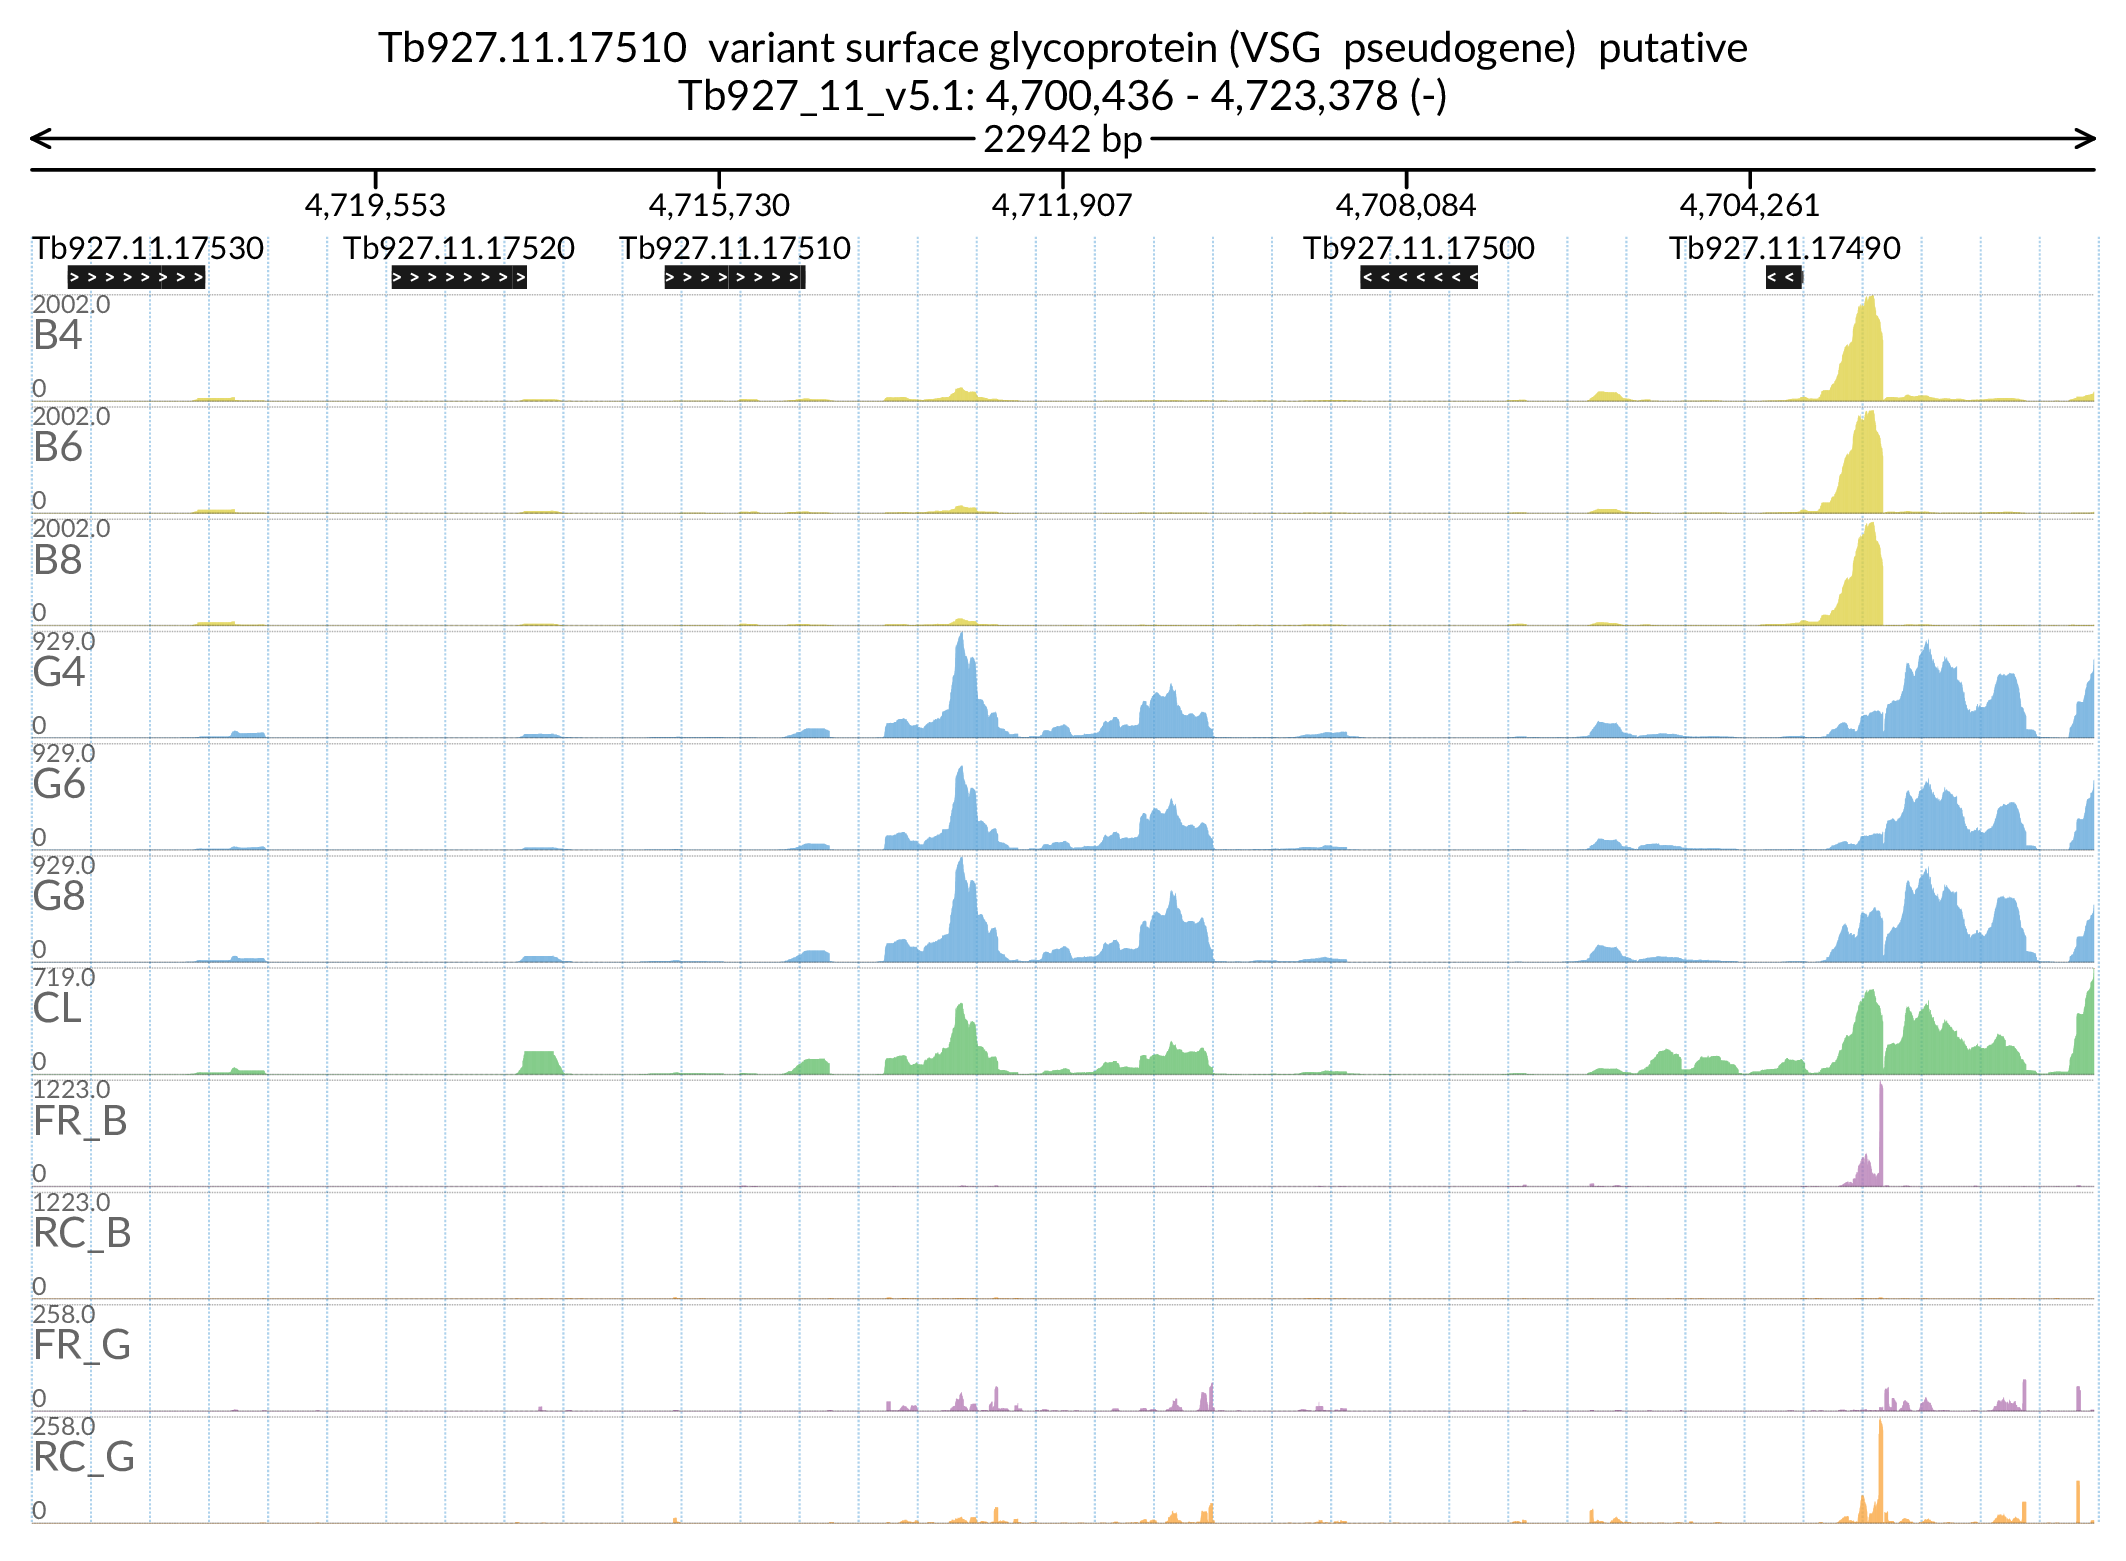 Tb927.11.17510  variant surface glycoprotein (VSG  pseudogene)  putative
Tb927_11_v5.1: 4,700,436 - 4,723,378 (-)
22942 bp
4,719,553 4,715,730 4,711,907 4,708,084 4,704,261
Tb927.11.17530 Tb927.11.17520 Tb927.11.17510 Tb927.11.17500 Tb927.11.17490
2002.0
B4
0
2002.0
B6
0
2002.0
B8
0
929.0
G4
0
929.0
G6
0
929.0
G8
0
719.0
CL
0
1223.0
FR_B
0
1223.0
RC_B
0
258.0
FR_G
0
258.0
RC_G
0